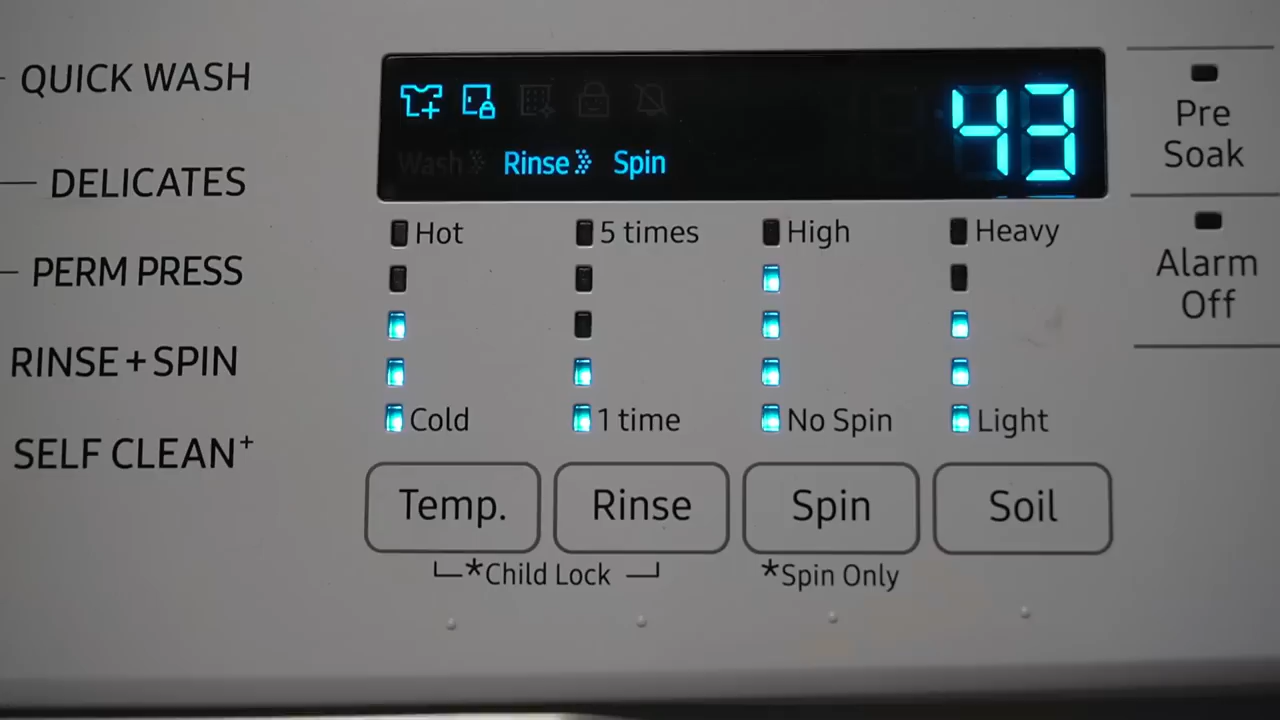 QUICK WASH
DELICATES
PERM PRESS
RINSE + SPIN
SELF CLEAN+
43
Wash Rinse Spin
Hot 5 times High Heavy
Cold 1 time No Spin Light
Temp. Rinse Spin Soil
*Child Lock *Spin Only
Pre
Soak
Alarm
Off